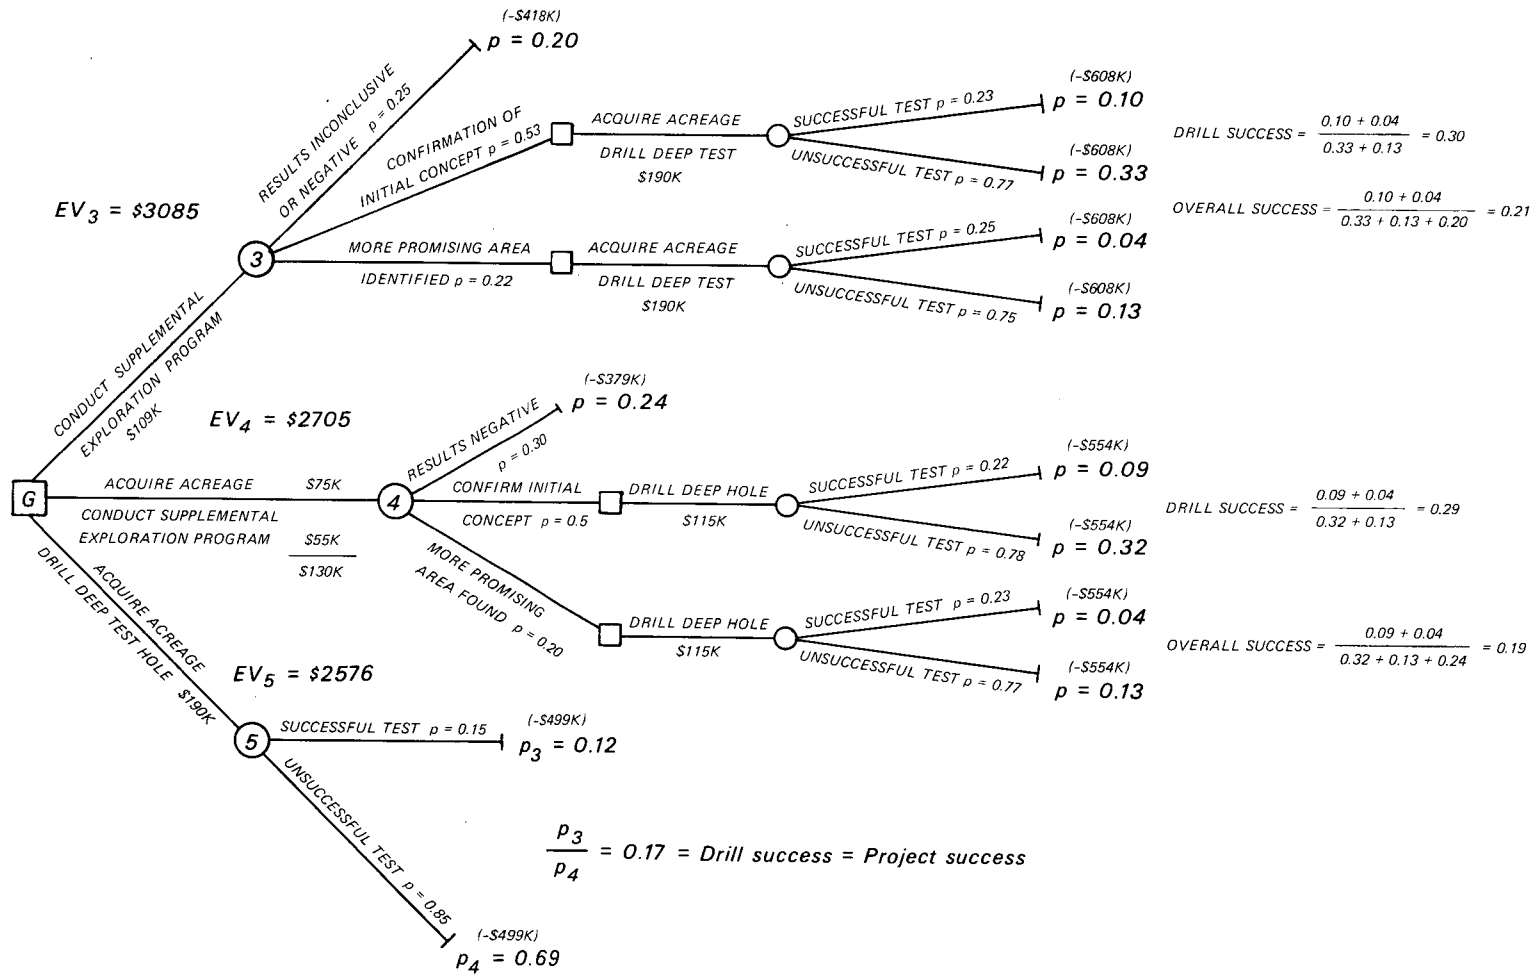 (-$418K)
p = 0.20
RESULTS INCONCLUSIVE
OR NEGATIVE p = 0.25
CONFIRMATION OF
INITIAL CONCEPT p = 0.53
ACQUIRE ACREAGE
DRILL DEEP TEST
$190K
SUCCESSFUL TEST p = 0.23
(-$608K)
p = 0.10
UNSUCCESSFUL TEST p = 0.77
(-$608K)
p = 0.33
DRILL SUCCESS = 0.10 + 0.04 = 0.30
0.33 + 0.13
EV3 = $3085
3
MORE PROMISING AREA
IDENTIFIED p = 0.22
ACQUIRE ACREAGE
DRILL DEEP TEST
$190K
SUCCESSFUL TEST p = 0.25
(-$608K)
p = 0.04
UNSUCCESSFUL TEST p = 0.75
(-$608K)
p = 0.13
OVERALL SUCCESS = 0.10 + 0.04 = 0.21
0.33 + 0.13 + 0.20
CONDUCT SUPPLEMENTAL
EXPLORATION PROGRAM
$109K
EV4 = $2705
(-$379K)
p = 0.24
RESULTS NEGATIVE
p = 0.30
G
ACQUIRE ACREAGE $75K
CONDUCT SUPPLEMENTAL
EXPLORATION PROGRAM $55K
$130K
4
CONFIRM INITIAL
CONCEPT p = 0.5
DRILL DEEP HOLE
$115K
SUCCESSFUL TEST p = 0.22
(-$554K)
p = 0.09
UNSUCCESSFUL TEST p = 0.78
(-$554K)
p = 0.32
DRILL SUCCESS = 0.09 + 0.04 = 0.29
0.32 + 0.13
MORE PROMISING
AREA FOUND p = 0.20
DRILL DEEP HOLE
$115K
SUCCESSFUL TEST p = 0.23
(-$554K)
p = 0.04
UNSUCCESSFUL TEST p = 0.77
(-$554K)
p = 0.13
OVERALL SUCCESS = 0.09 + 0.04 = 0.19
0.32 + 0.13 + 0.24
ACQUIRE ACREAGE
DRILL DEEP TEST HOLE $190K
EV5 = $2576
5
SUCCESSFUL TEST p = 0.15
(-$499K)
p3 = 0.12
UNSUCCESSFUL TEST p = 0.85
(-$499K)
p4 = 0.69
p3
p4
= 0.17 = Drill success = Project success